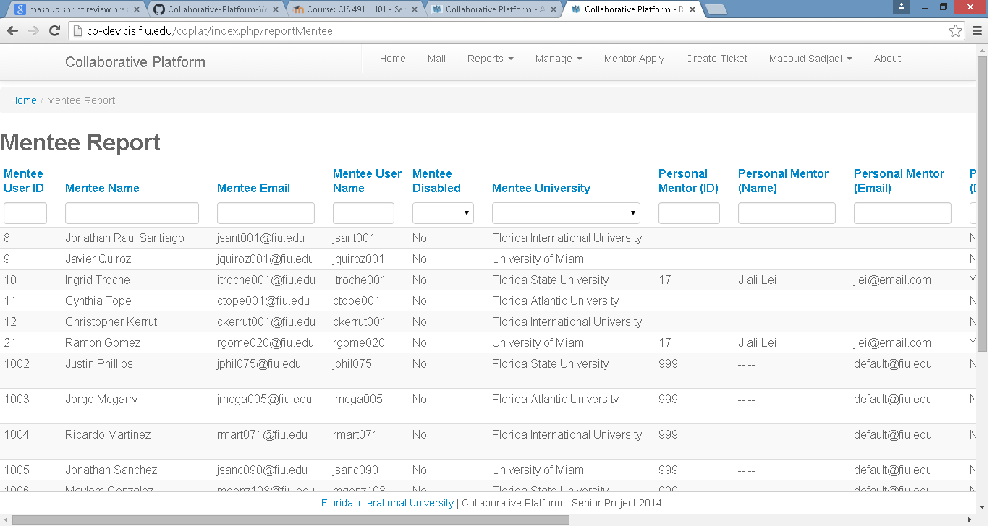 masoud sprint review pres
Collaborative-Platform-Ve
Course: CIS 4911 U01 - Ser
Collaborative Platform - A
Collaborative Platform - R
cp-dev.cis.fiu.edu/coplat/index.php/reportMentee
Collaborative Platform Home Mail Reports Manage Mentor Apply Create Ticket Masoud Sadjadi About
Home / Mentee Report
Mentee Report
Mentee User ID Mentee Name Mentee Email Mentee User Name Mentee Disabled Mentee University Personal Mentor (ID) Personal Mentor (Name) Personal Mentor (Email)
8 Jonathan Raul Santiago jsant001@fiu.edu jsant001 No Florida International University N
9 Javier Quiroz jquiroz001@fiu.edu jquiroz001 No University of Miami N
10 Ingrid Troche itroche001@fiu.edu itroche001 No Florida State University 17 Jiali Lei jlei@email.com Y
11 Cynthia Tope ctope001@fiu.edu ctope001 No Florida Atlantic University N
12 Christopher Kerrut ckerrut001@fiu.edu ckerrut001 No Florida International University N
21 Ramon Gomez rgome020@fiu.edu rgome020 No University of Miami 17 Jiali Lei jlei@email.com Y
1002 Justin Phillips jphil075@fiu.edu jphil075 No Florida State University 999 -- -- default@fiu.edu N
1003 Jorge Mcgarry jmcga005@fiu.edu jmcga005 No Florida Atlantic University 999 -- -- default@fiu.edu N
1004 Ricardo Martinez rmart071@fiu.edu rmart071 No Florida International University 999 -- -- default@fiu.edu N
1005 Jonathan Sanchez jsanc090@fiu.edu jsanc090 No University of Miami 999 -- -- default@fiu.edu N
1006 Maylem Gonzalez mgonz108@fiu.edu mgonz108 No Florida State University 999 -- -- default@fiu.edu N
Florida Interational University | Collaborative Platform - Senior Project 2014